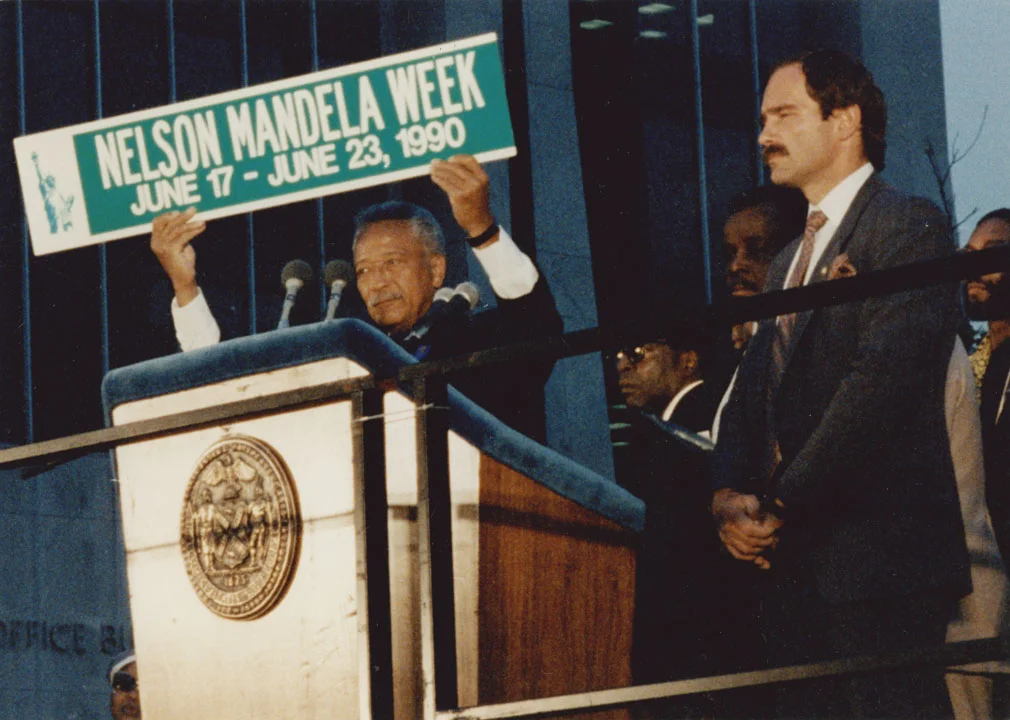 NELSON MANDELA WEEK
JUNE 17 - JUNE 23, 1990
OFFICE